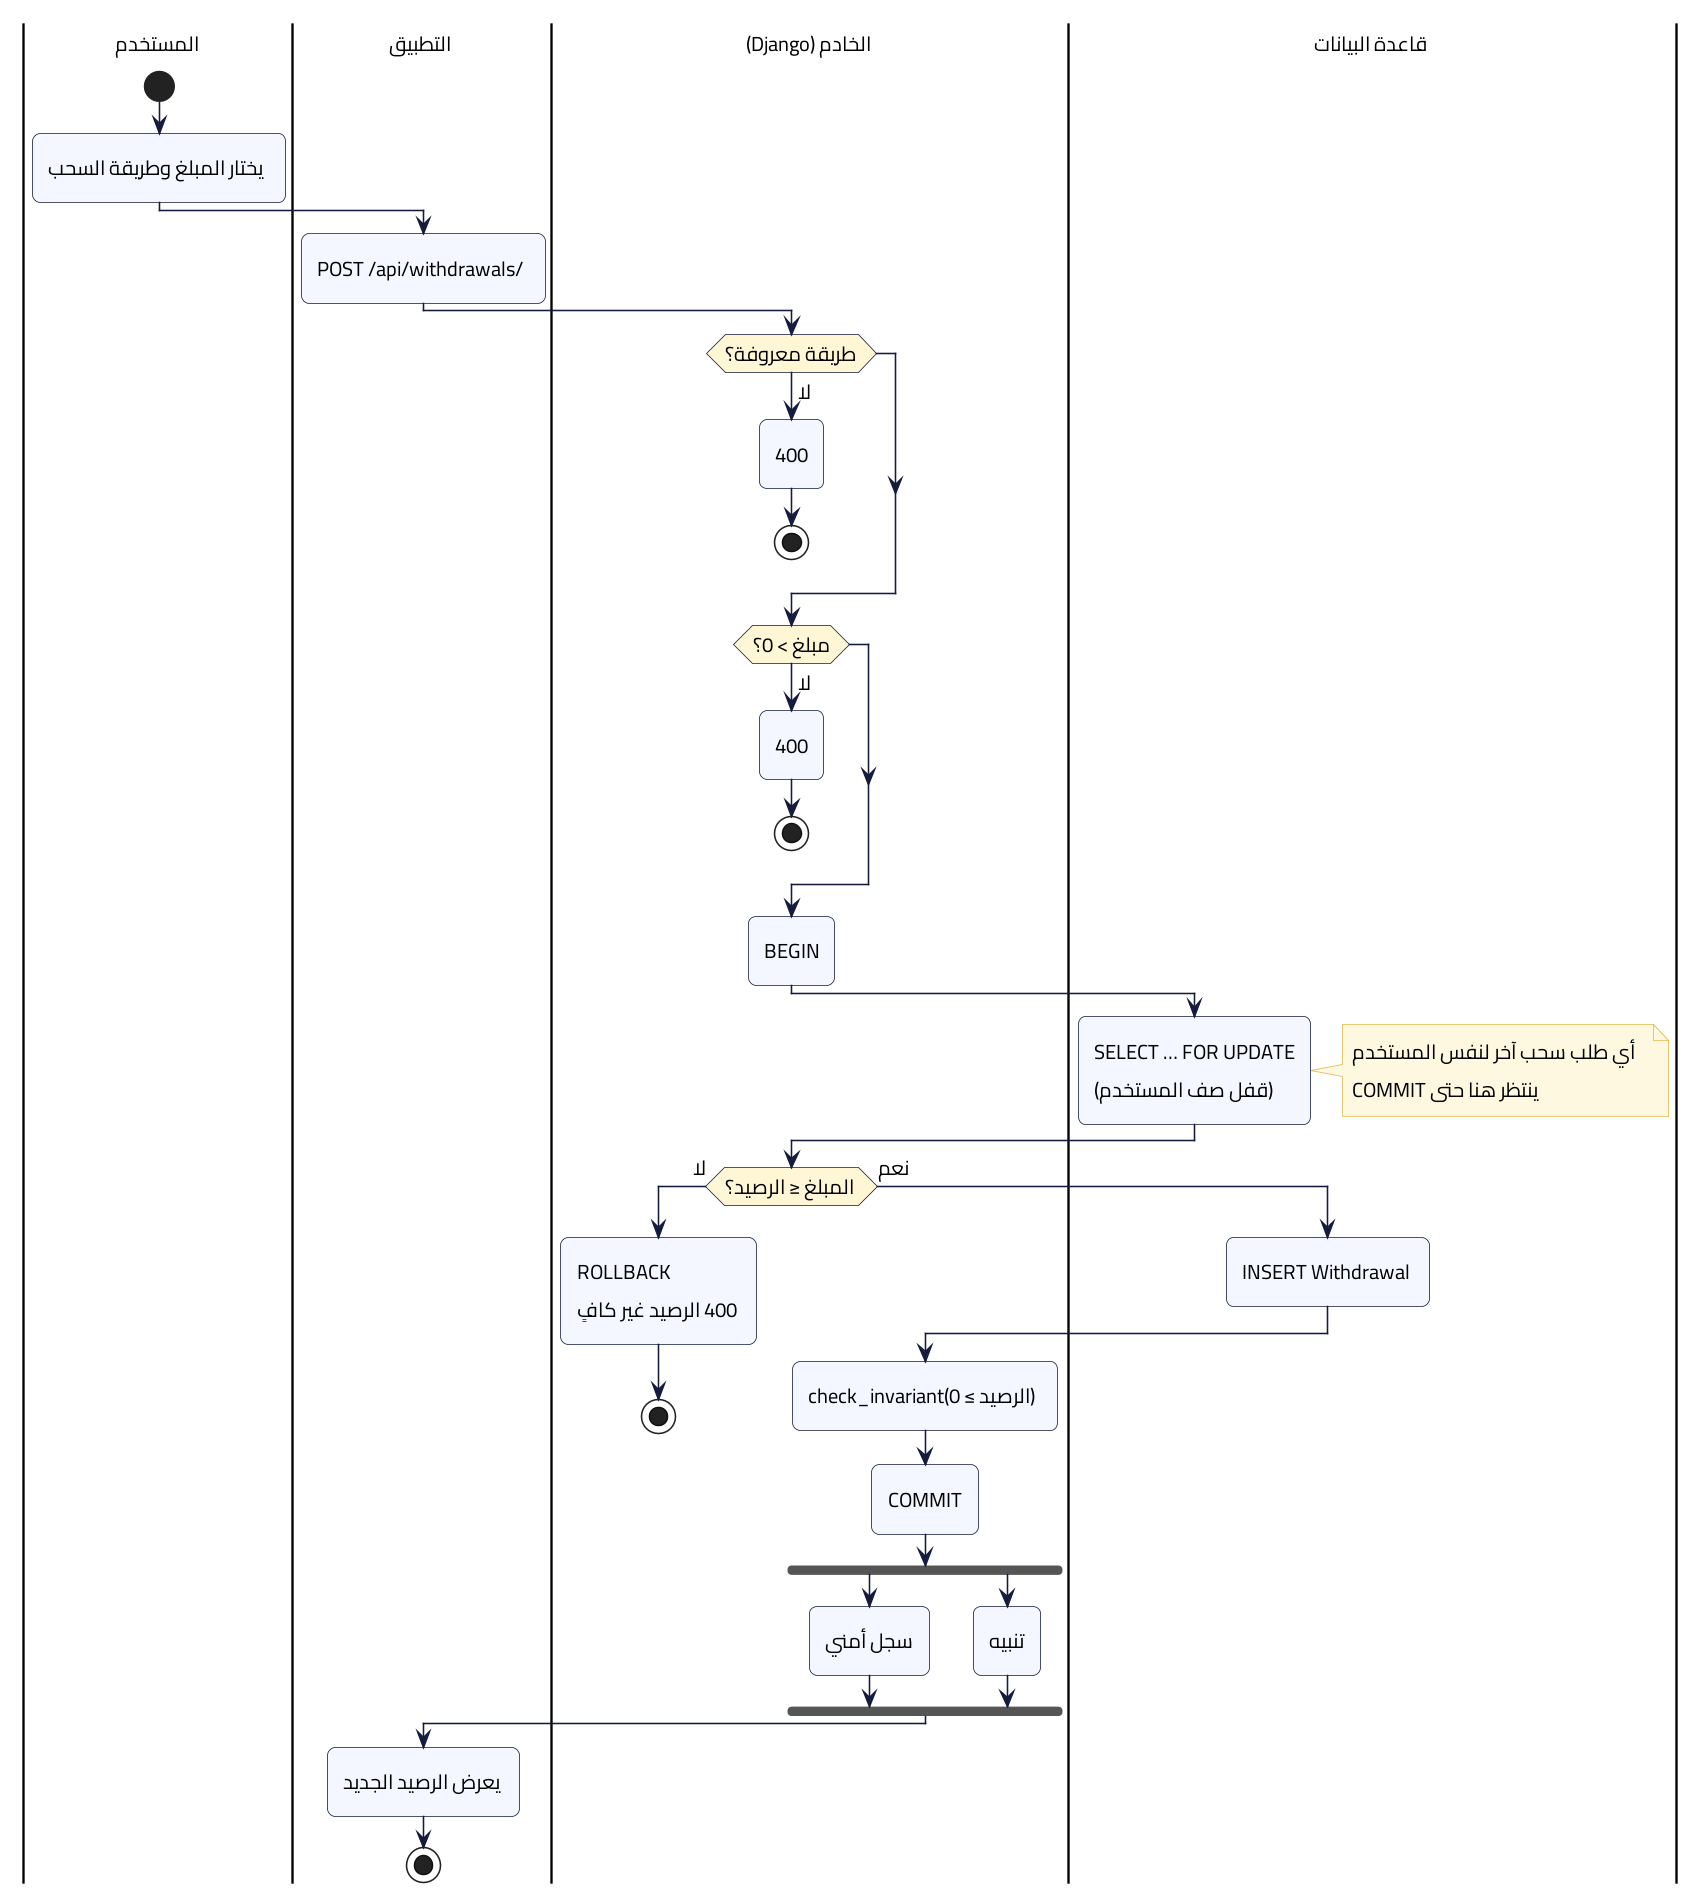 المستخدم
التطبيق
الخادم (Django)
قاعدة البيانات
يختار المبلغ وطريقة السحب
POST /api/withdrawals/
طريقة معروفة؟
لا
400
مبلغ > 0؟
لا
400
BEGIN
SELECT ... FOR UPDATE
(قفل صف المستخدم)
أي طلب سحب آخر لنفس المستخدم
ينتظر هنا حتى COMMIT
المبلغ ≤ الرصيد؟
لا
نعم
ROLLBACK
400 الرصيد غير كافٍ
INSERT Withdrawal
check_invariant(الرصيد ≥ 0)
COMMIT
سجل أمني
تنبيه
يعرض الرصيد الجديد